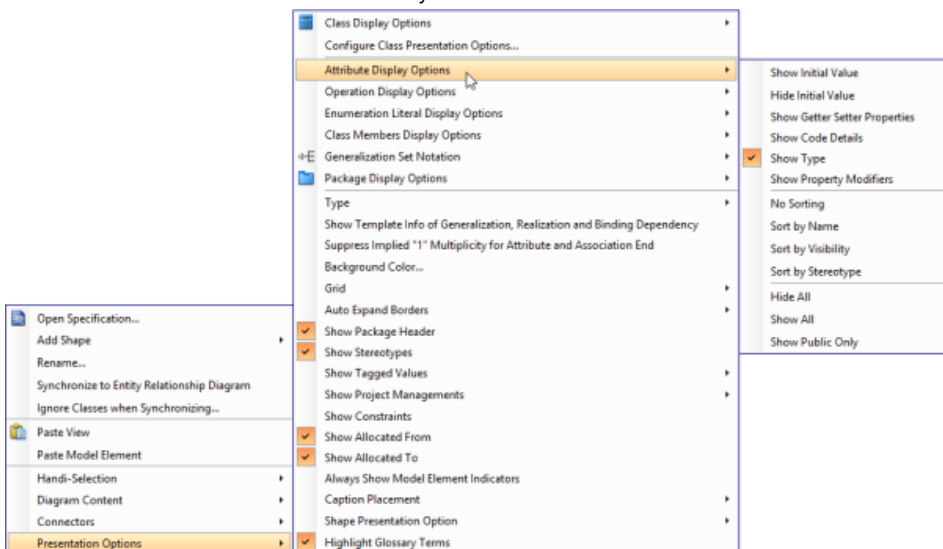 Class Display Options
Configure Class Presentation Options...
Attribute Display Options
Operation Display Options
Enumeration Literal Display Options
Class Members Display Options
Generalization Set Notation
Package Display Options
Type
Show Template Info of Generalization, Realization and Binding Dependency
Suppress Implied "1" Multiplicity for Attribute and Association End
Background Color...
Grid
Auto Expand Borders
Show Package Header
Show Stereotypes
Show Tagged Values
Show Project Managements
Show Constraints
Show Allocated From
Show Allocated To
Always Show Model Element Indicators
Caption Placement
Shape Presentation Option
Highlight Glossary Terms
Show Initial Value
Hide Initial Value
Show Getter Setter Properties
Show Code Details
Show Type
Show Property Modifiers
No Sorting
Sort by Name
Sort by Visibility
Sort by Stereotype
Hide All
Show All
Show Public Only
Open Specification...
Add Shape
Rename...
Synchronize to Entity Relationship Diagram
Ignore Classes when Synchronizing...
Paste View
Paste Model Element
Handi-Selection
Diagram Content
Connectors
Presentation Options